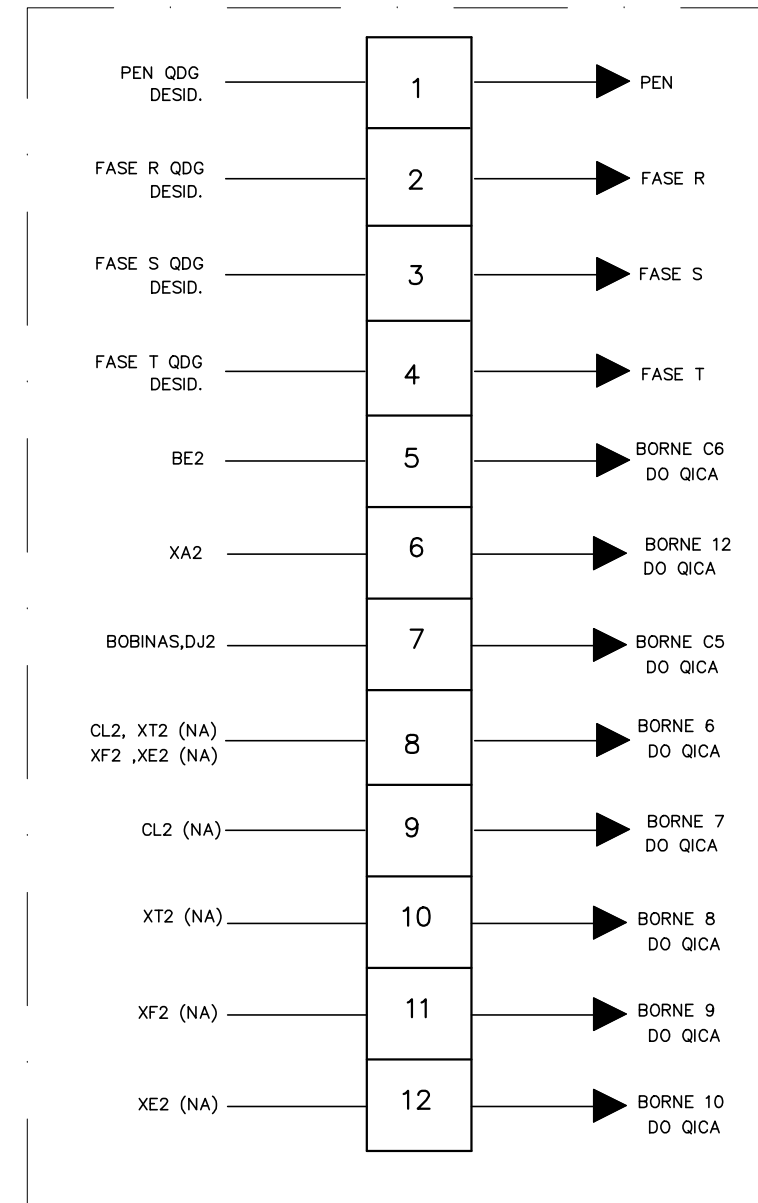 PEN QDG
DESID.
1
PEN
FASE R QDG
DESID.
2
FASE R
FASE S QDG
DESID.
3
FASE S
FASE T QDG
DESID.
4
FASE T
BE2
5
BORNE C6
DO QICA
XA2
6
BORNE 12
DO QICA
BOBINAS,DJ2
7
BORNE C5
DO QICA
CL2, XT2 (NA)
XF2 ,XE2 (NA)
8
BORNE 6
DO QICA
CL2 (NA)
9
BORNE 7
DO QICA
XT2 (NA)
10
BORNE 8
DO QICA
XF2 (NA)
11
BORNE 9
DO QICA
XE2 (NA)
12
BORNE 10
DO QICA